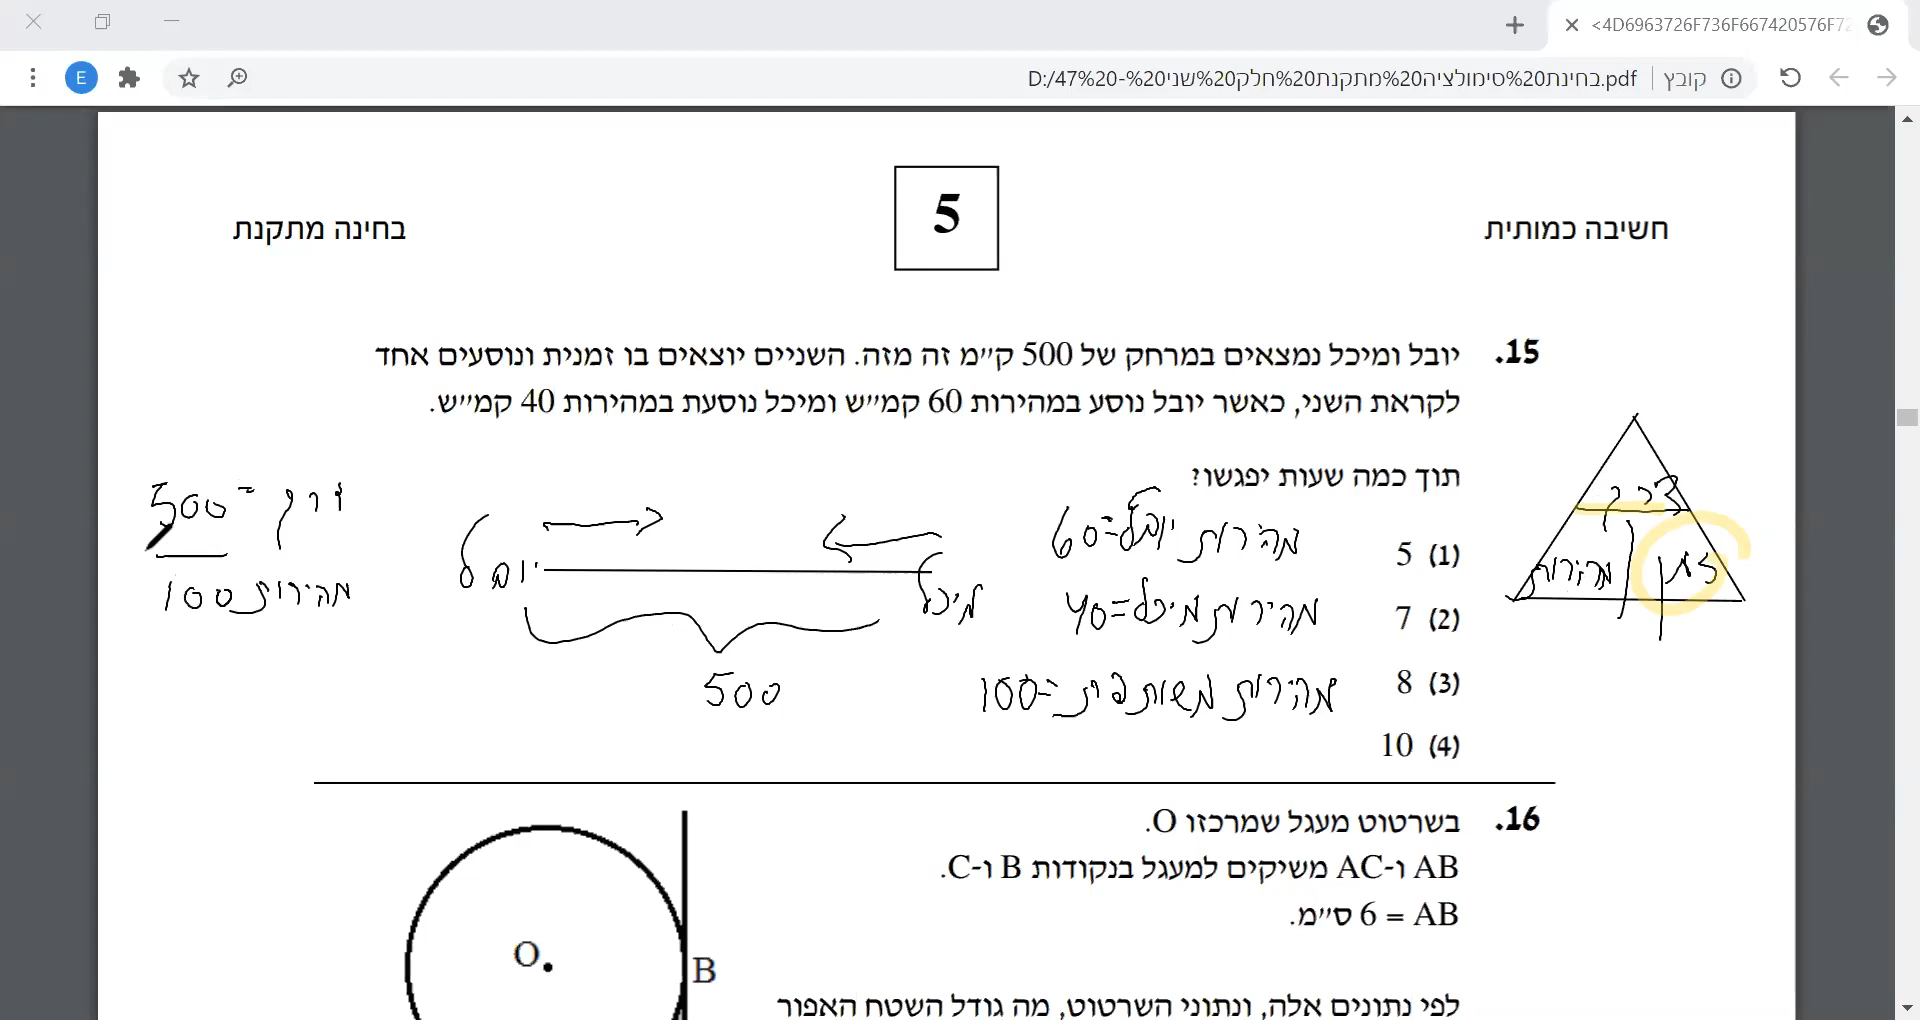 <4D6963726F736F667420576F72
D:/47%20-%20בחינת%20סימולציה%20מתקנת%20חלק%20שני.pdf
קובץ
E
חשיבה כמותית
5
בחינה מתקנת
15. יובל ומיכל נמצאים במרחק של 500 ק״מ זה מזה. השניים יוצאים בו זמנית ונוסעים אחד
לקראת השני, כאשר יובל נוסע במהירות 60 קמ״ש ומיכל נוסעת במהירות 40 קמ״ש.
תוך כמה שעות יפגשו?
(1) 5
(2) 7
(3) 8
(4) 10
דרך
מהירות
זמן
מהירות יובל=60
מהירות מיכל=40
מהירות משותפת =100
יובל
מיכל
500
דרך =500
מהירות 100
16. בשרטוט מעגל שמרכזו O.
AB ו-AC משיקים למעגל בנקודות B ו-C.
AB = 6 ס״מ.
לפי נתונים אלה, ונתוני השרטוט, מה גודל השטח האפור
O
B